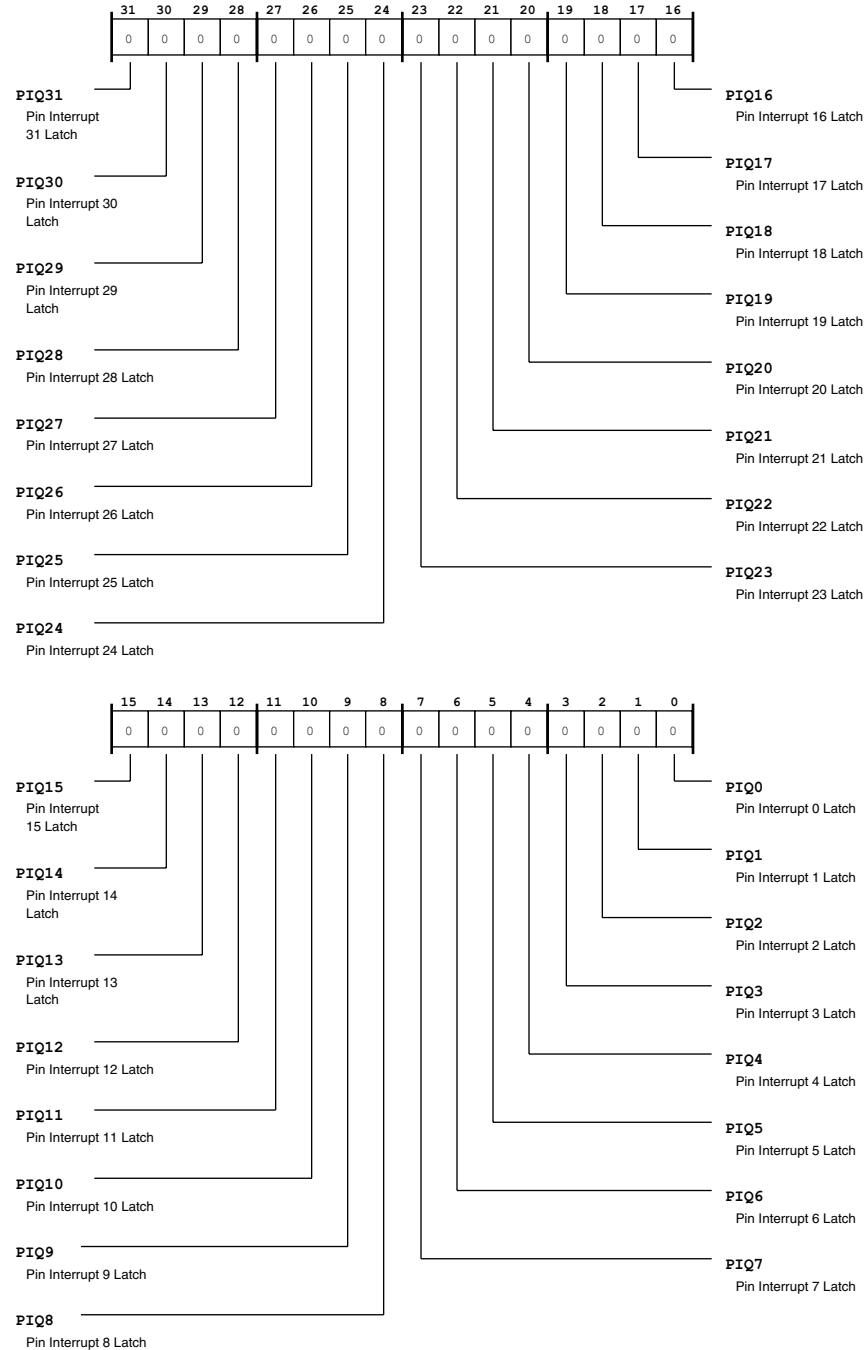 31 30 29 28 27 26 25 24 23 22 21 20 19 18 17 16
0 0 0 0 0 0 0 0 0 0 0 0 0 0 0 0
PIQ31
Pin Interrupt
31 Latch
PIQ30
Pin Interrupt 30
Latch
PIQ29
Pin Interrupt 29
Latch
PIQ28
Pin Interrupt 28 Latch
PIQ27
Pin Interrupt 27 Latch
PIQ26
Pin Interrupt 26 Latch
PIQ25
Pin Interrupt 25 Latch
PIQ24
Pin Interrupt 24 Latch
PIQ16
Pin Interrupt 16 Latch
PIQ17
Pin Interrupt 17 Latch
PIQ18
Pin Interrupt 18 Latch
PIQ19
Pin Interrupt 19 Latch
PIQ20
Pin Interrupt 20 Latch
PIQ21
Pin Interrupt 21 Latch
PIQ22
Pin Interrupt 22 Latch
PIQ23
Pin Interrupt 23 Latch
15 14 13 12 11 10 9 8 7 6 5 4 3 2 1 0
0 0 0 0 0 0 0 0 0 0 0 0 0 0 0 0
PIQ15
Pin Interrupt
15 Latch
PIQ14
Pin Interrupt 14
Latch
PIQ13
Pin Interrupt 13
Latch
PIQ12
Pin Interrupt 12 Latch
PIQ11
Pin Interrupt 11 Latch
PIQ10
Pin Interrupt 10 Latch
PIQ9
Pin Interrupt 9 Latch
PIQ8
Pin Interrupt 8 Latch
PIQ0
Pin Interrupt 0 Latch
PIQ1
Pin Interrupt 1 Latch
PIQ2
Pin Interrupt 2 Latch
PIQ3
Pin Interrupt 3 Latch
PIQ4
Pin Interrupt 4 Latch
PIQ5
Pin Interrupt 5 Latch
PIQ6
Pin Interrupt 6 Latch
PIQ7
Pin Interrupt 7 Latch